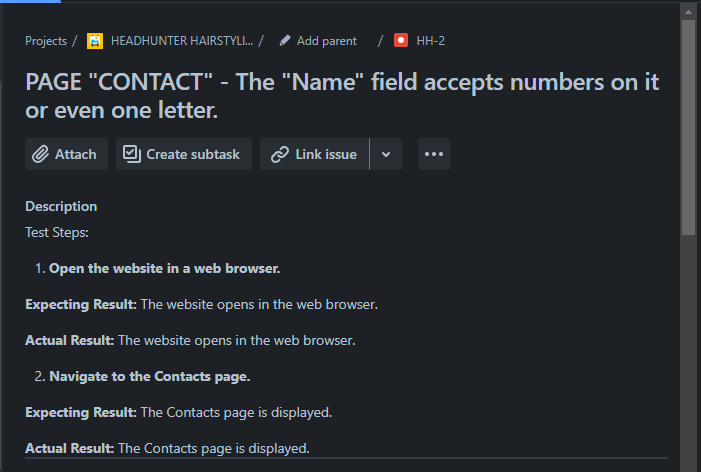 Projects / HEADHUNTER HAIRSTYLI... / Add parent / HH-2
PAGE "CONTACT" - The "Name" field accepts numbers on it
or even one letter.
Attach Create subtask Link issue
Description
Test Steps:
1. Open the website in a web browser.
Expecting Result: The website opens in the web browser.
Actual Result: The website opens in the web browser.
2. Navigate to the Contacts page.
Expecting Result: The Contacts page is displayed.
Actual Result: The Contacts page is displayed.